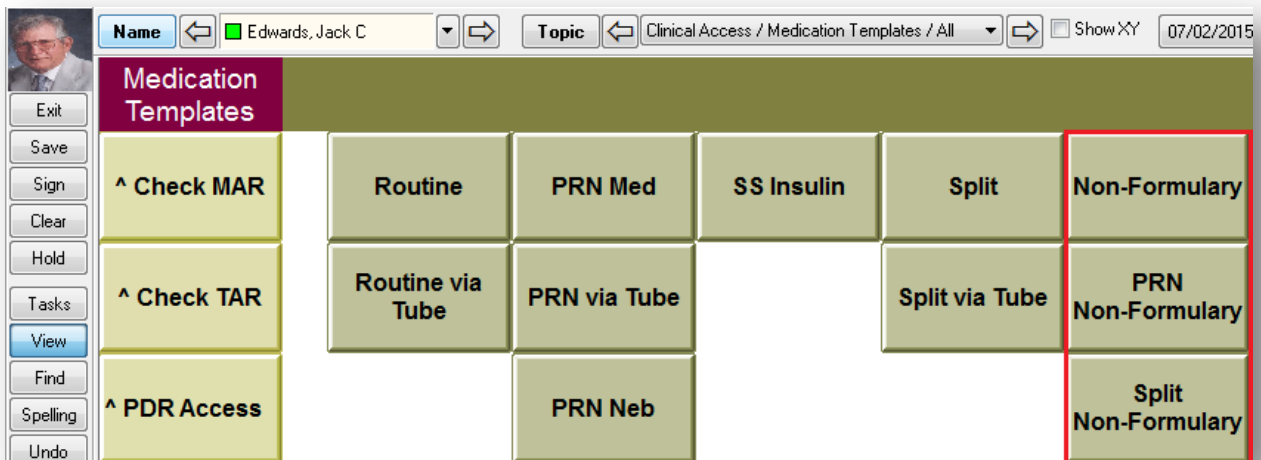 Name Edwards, Jack C Topic Clinical Access / Medication Templates / All Show XY 07/02/2015
Medication
Templates
Exit
Save
Sign
Clear
Hold
Tasks
View
Find
Spelling
Undo
^ Check MAR
Routine
PRN Med
SS Insulin
Split
Non-Formulary
^ Check TAR
Routine via
Tube
PRN via Tube
Split via Tube
PRN
Non-Formulary
^ PDR Access
PRN Neb
Split
Non-Formulary